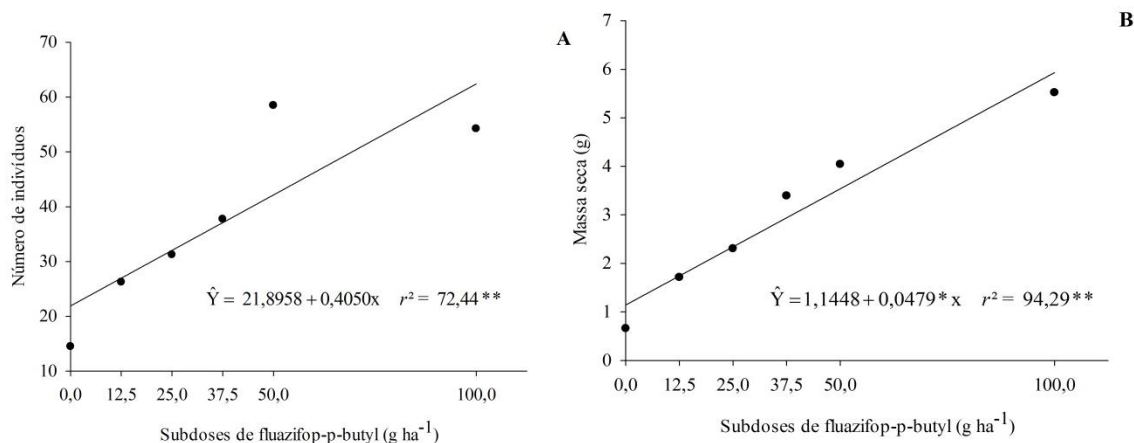 A
Número de indivíduos
70
60
50
40
30
20
10
Ŷ = 21,8958 + 0,4050x   r² = 72,44**
0,0 12,5 25,0 37,5 50,0 100,0
Subdoses de fluazifop-p-butyl (g ha⁻¹)
B
Massa seca (g)
7
6
5
4
3
2
1
0
Ŷ = 1,1448 + 0,0479* x   r² = 94,29**
0,0 12,5 25,0 37,5 50,0 100,0
Subdoses de fluazifop-p-butyl (g ha⁻¹)